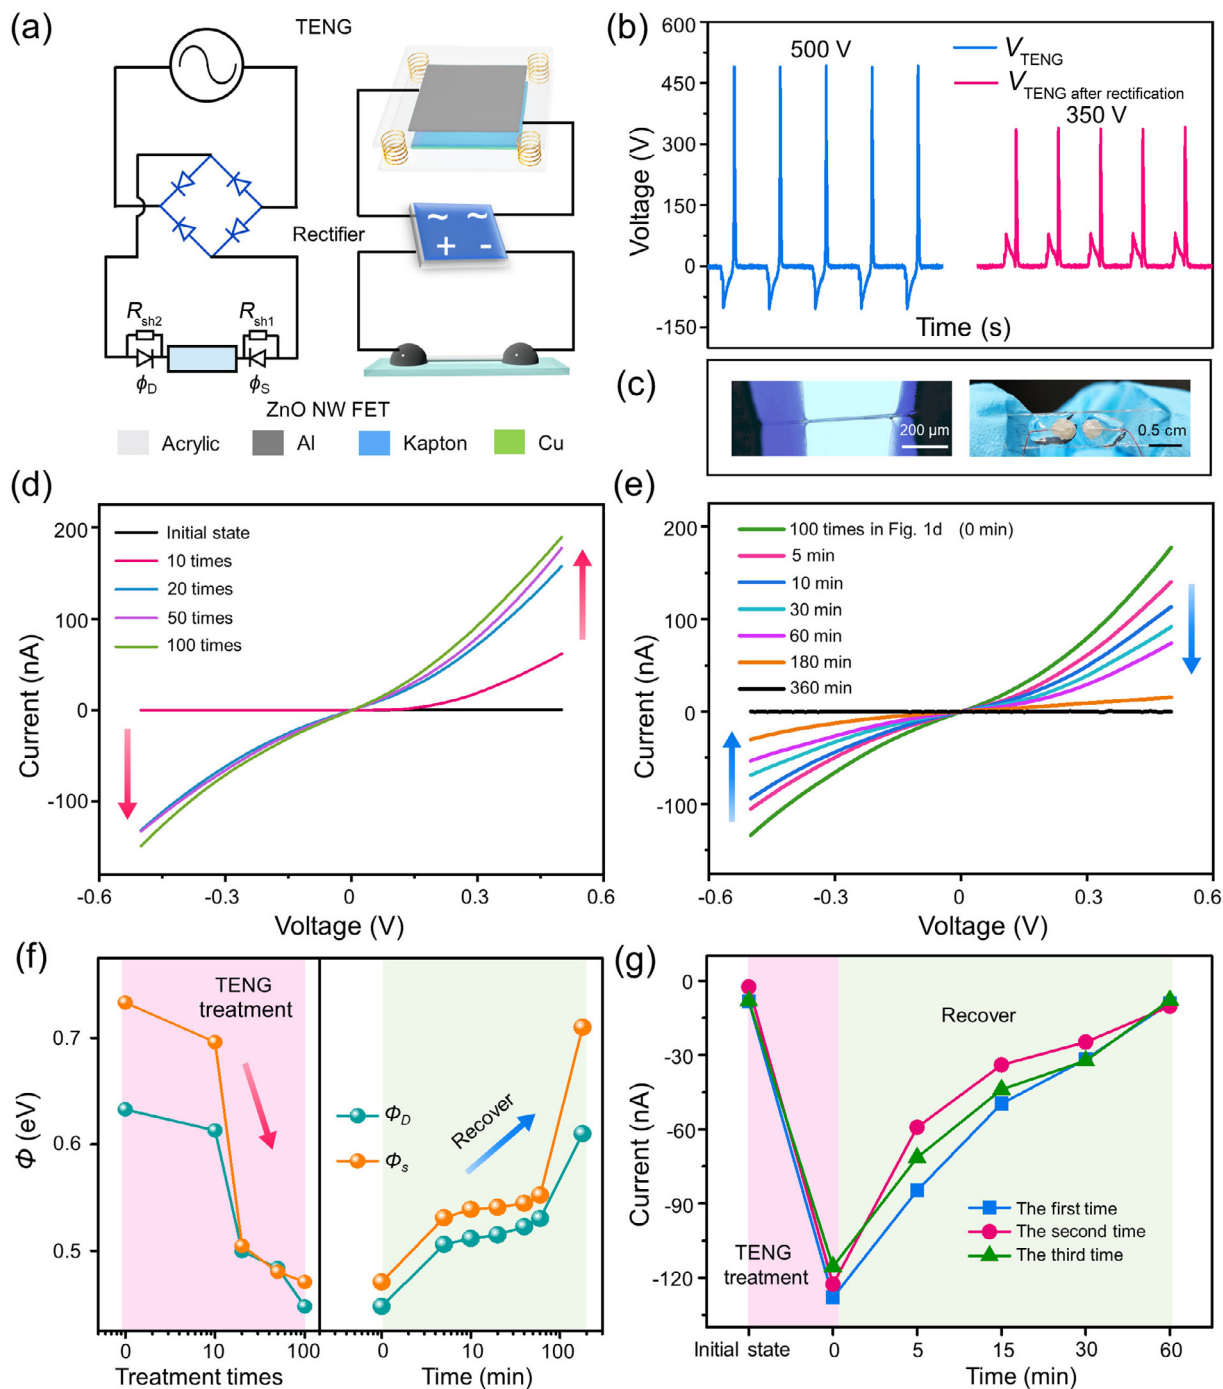 (a)
TENG
Rectifier
R_sh2
R_sh1
ϕ_D
ϕ_S
ZnO NW FET
~ ~
+ -
Acrylic Al Kapton Cu
(b)
600
450
300
150
0
-150
Voltage (V)
500 V
V_TENG
V_TENG after rectification
350 V
Time (s)
(c)
200 µm
0.5 cm
(d)
200
100
0
-100
Current (nA)
Initial state
10 times
20 times
50 times
100 times
-0.6 -0.3 0 0.3 0.6
Voltage (V)
(e)
200
100
0
-100
Current (nA)
100 times in Fig. 1d (0 min)
5 min
10 min
30 min
60 min
180 min
360 min
-0.6 -0.3 0 0.3 0.6
Voltage (V)
(f)
0.7
0.6
0.5
Φ (eV)
TENG
treatment
Φ_D
Φ_s
Recover
0 10 100 0 10 100
Treatment times Time (min)
(g)
0
-30
-60
-90
-120
Current (nA)
Recover
TENG
treatment
The first time
The second time
The third time
Initial state 0 5 15 30 60
Time (min)